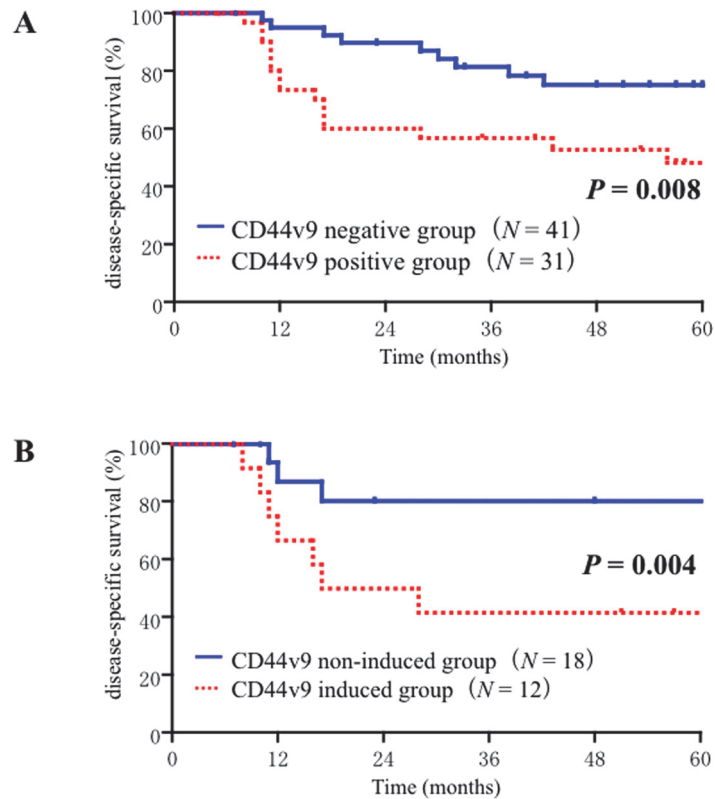 A
disease-specific survival (%)
100
80
60
40
20
0
P = 0.008
CD44v9 negative group (N = 41)
CD44v9 positive group (N = 31)
0 12 24 36 48 60
Time (months)
B
disease-specific survival (%)
100
80
60
40
20
0
P = 0.004
CD44v9 non-induced group (N = 18)
CD44v9 induced group (N = 12)
0 12 24 36 48 60
Time (months)